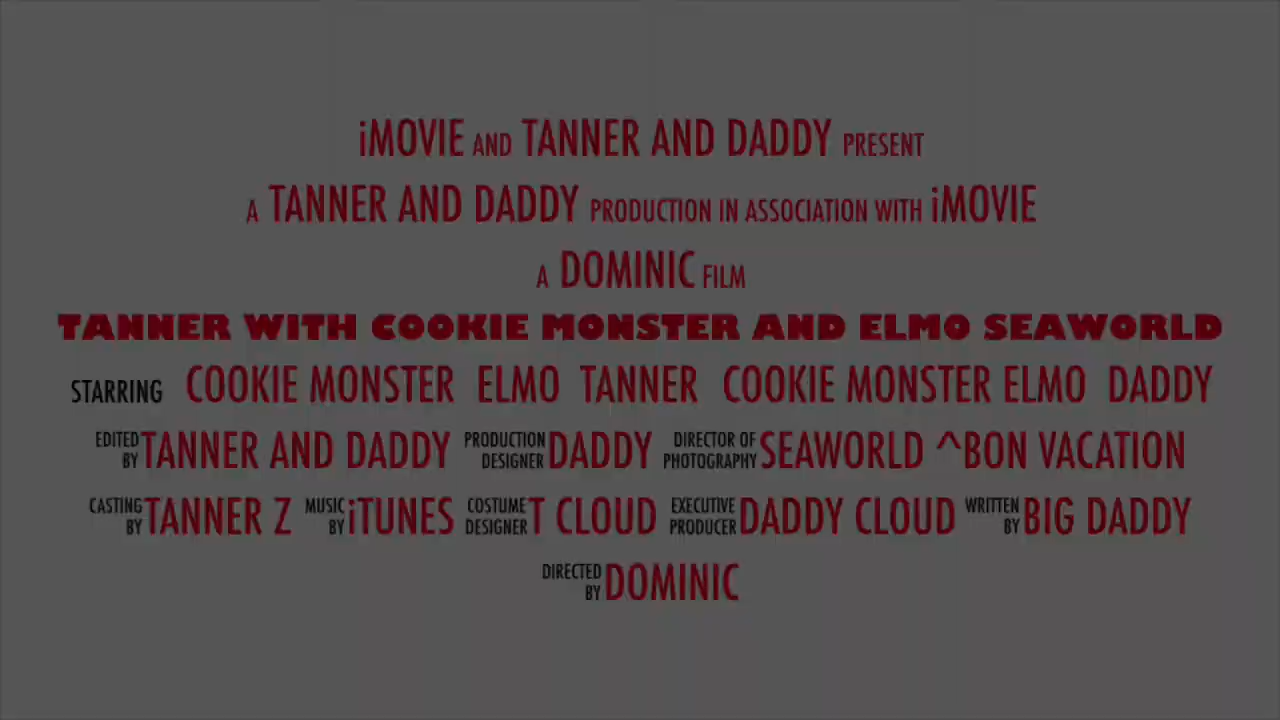 iMOVIE AND TANNER AND DADDY PRESENT
A TANNER AND DADDY PRODUCTION IN ASSOCIATION WITH iMOVIE
A DOMINIC FILM
TANNER WITH COOKIE MONSTER AND ELMO SEAWORLD
STARRING COOKIE MONSTER ELMO TANNER COOKIE MONSTER ELMO DADDY
EDITED BY TANNER AND DADDY PRODUCTION DESIGNER DADDY DIRECTOR OF PHOTOGRAPHY SEAWORLD ^BON VACATION
CASTING BY TANNER Z MUSIC BY iTUNES COSTUME DESIGNER T CLOUD EXECUTIVE PRODUCER DADDY CLOUD WRITTEN BY BIG DADDY
DIRECTED BY DOMINIC